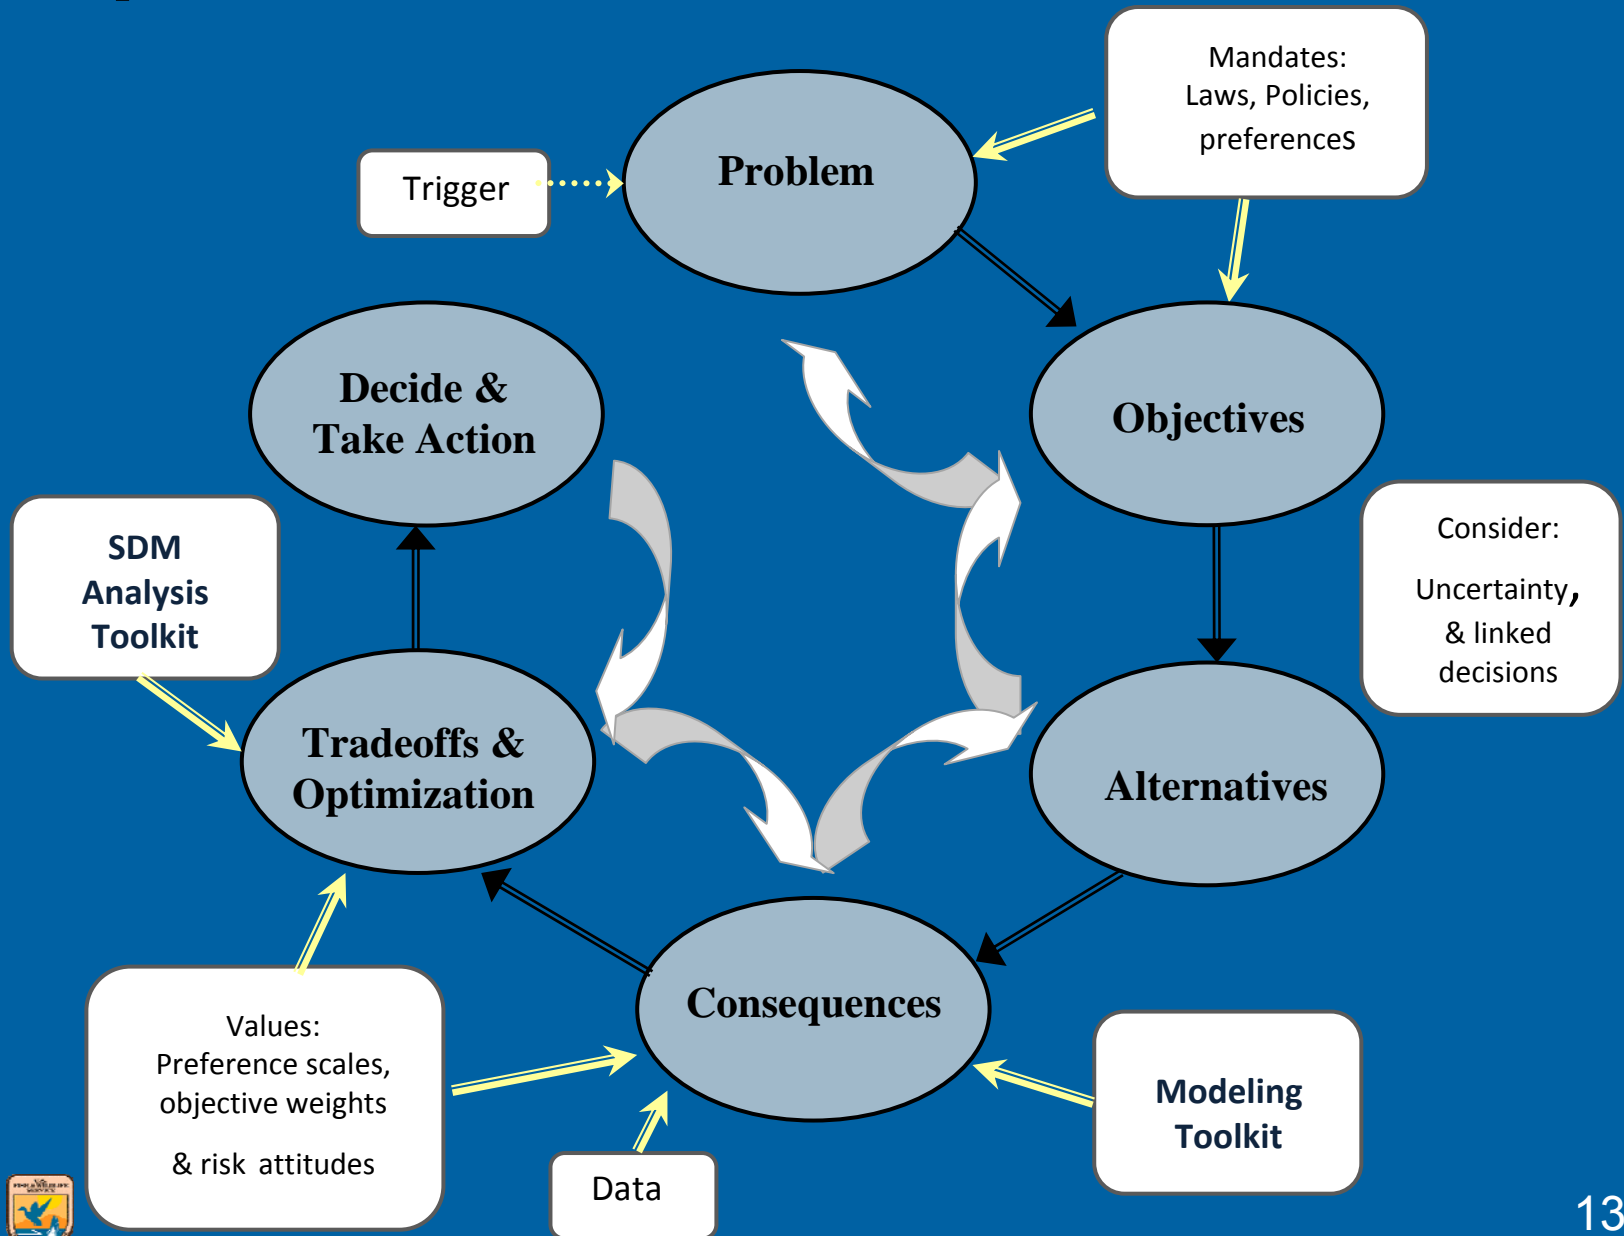 Mandates:
Laws, Policies,
preferences
Problem
Trigger
Decide &
Take Action
Objectives
SDM
Analysis
Toolkit
Consider:
Uncertainty,
& linked
decisions
Tradeoffs &
Optimization
Alternatives
Consequences
Values:
Preference scales,
objective weights
& risk attitudes
Modeling
Toolkit
Data
13